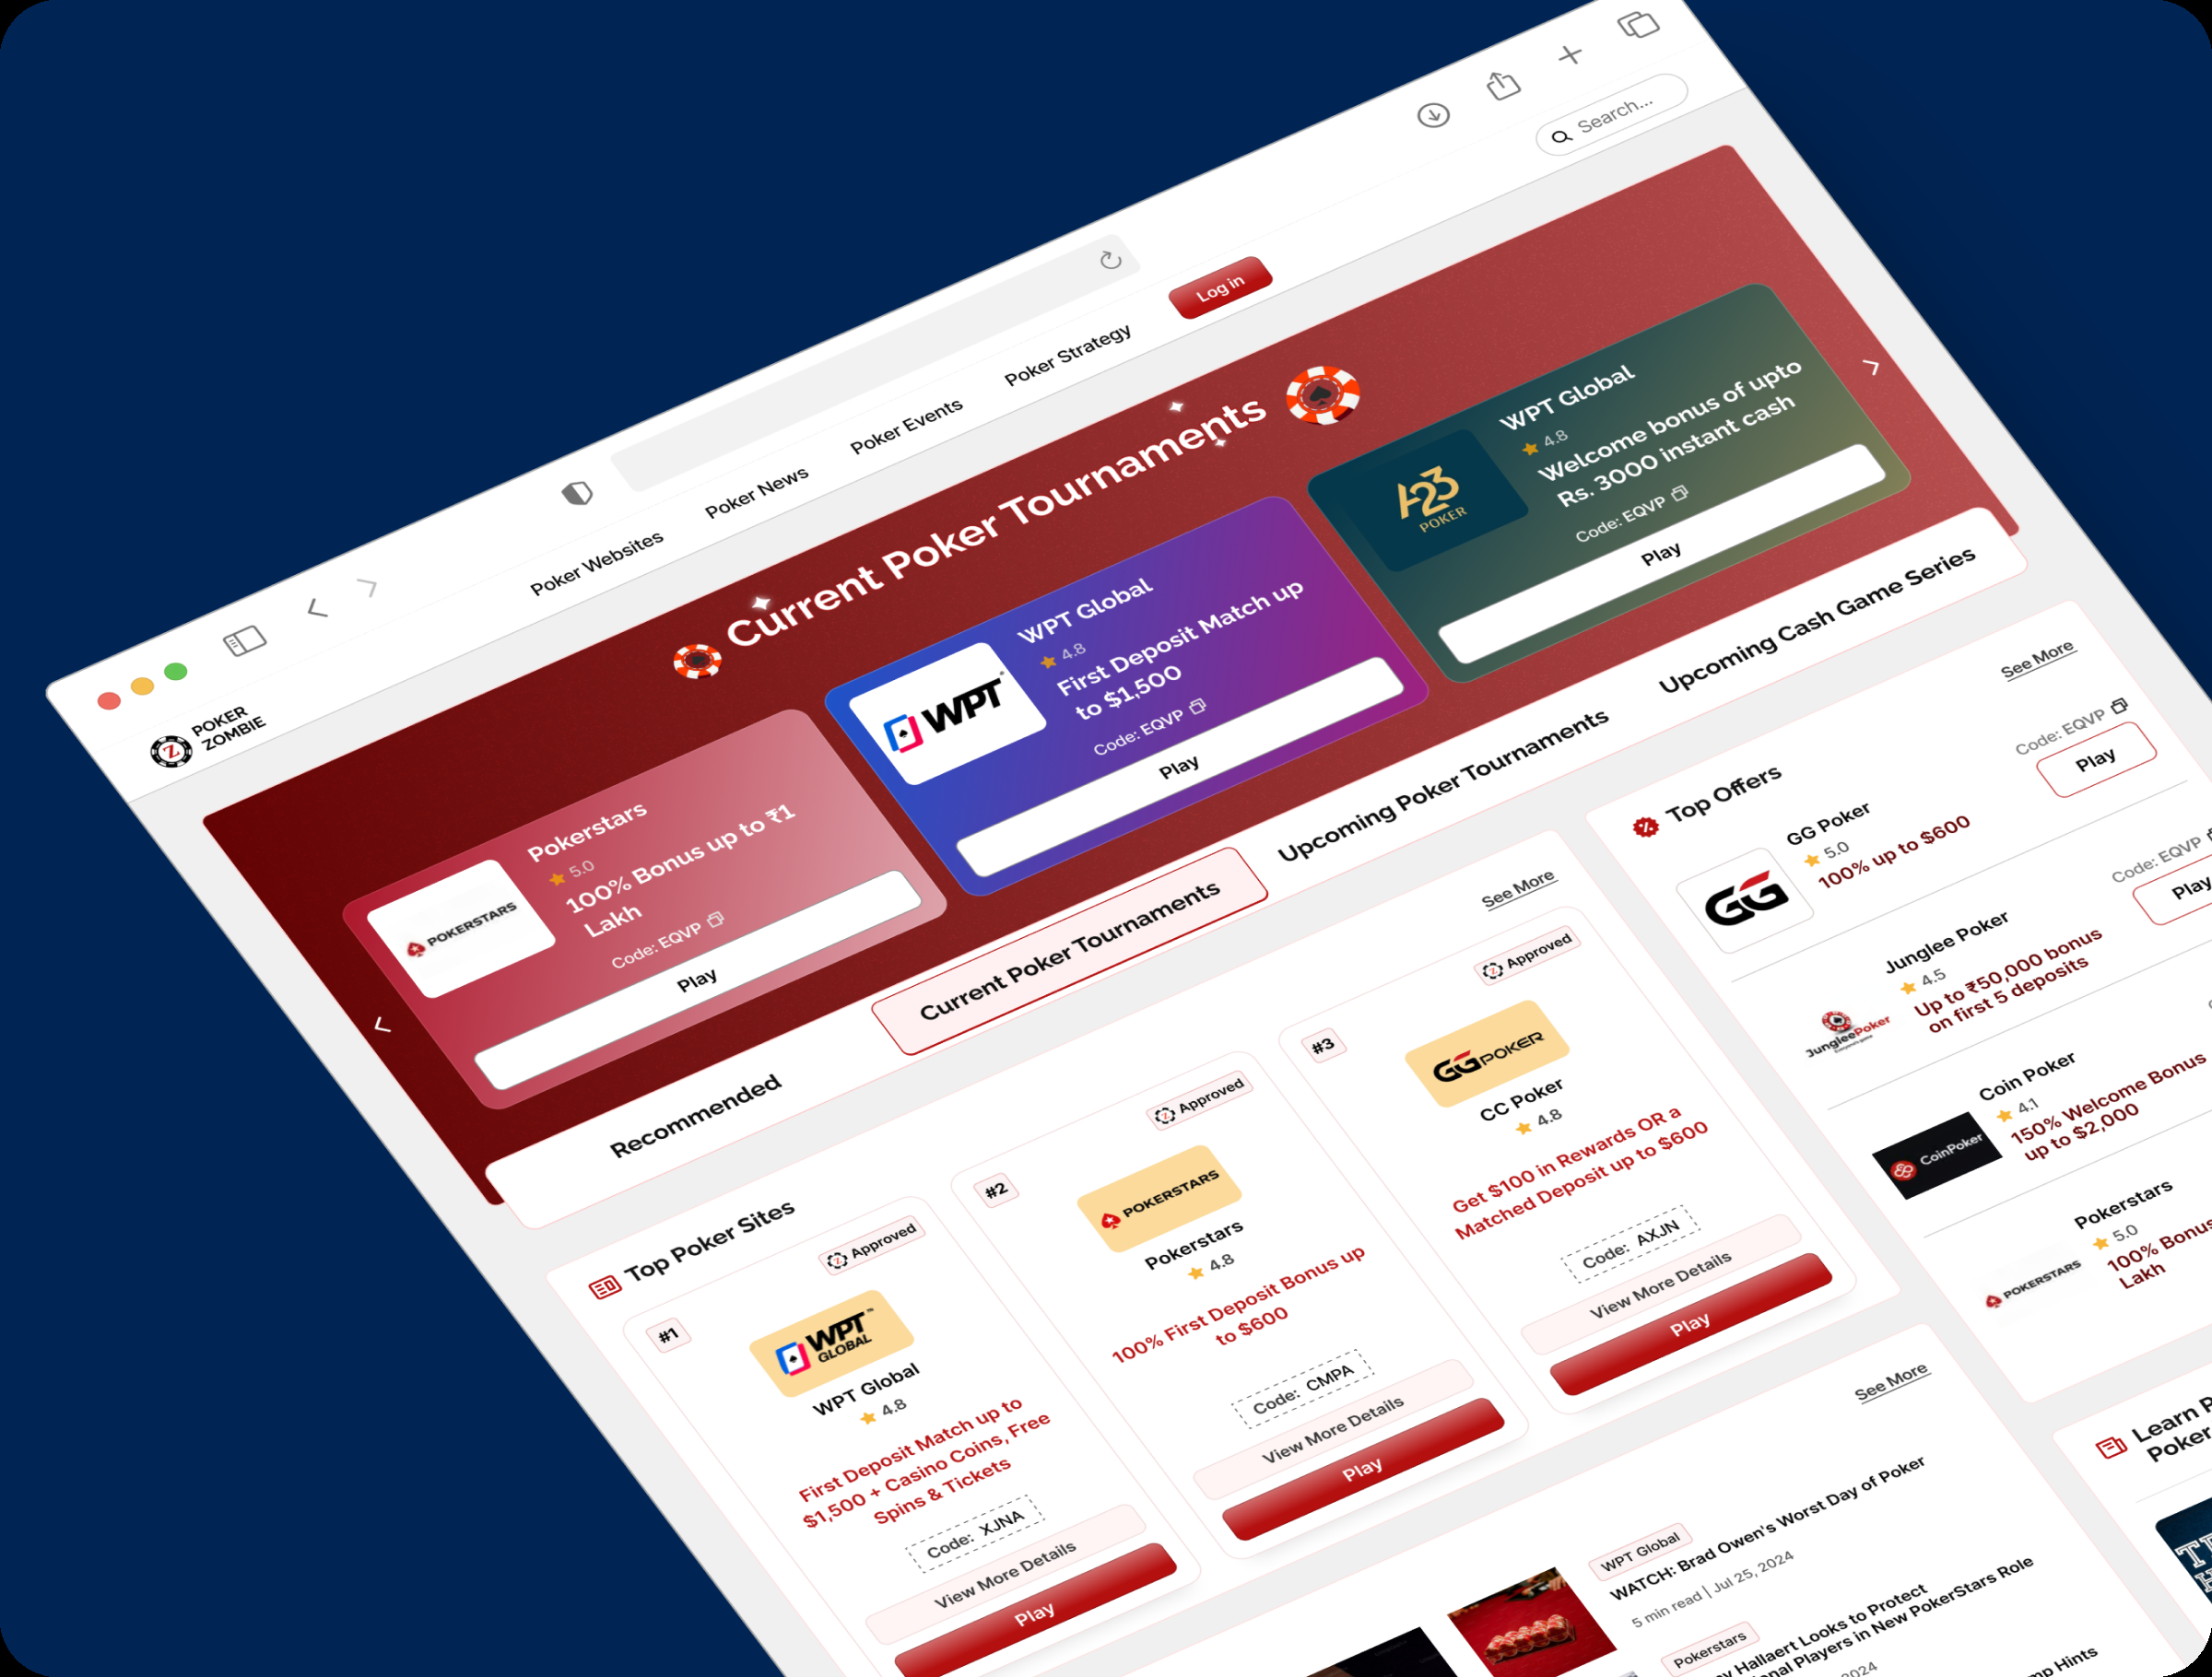 Search...
POKER
ZOMBIE
Poker Websites
Poker News
Poker Events
Poker Strategy
Log in
Current Poker Tournaments
POKERSTARS
Pokerstars
5.0
100% Bonus up to ₹1
Lakh
Code: EQVP
Play
WPT
WPT Global
4.8
First Deposit Match up
to $1,500
Code: EQVP
Play
A23
POKER
WPT Global
4.8
Welcome bonus of upto
Rs. 3000 instant cash
Code: EQVP
Play
Recommended
Current Poker Tournaments
Upcoming Poker Tournaments
Upcoming Cash Game Series
Top Poker Sites
See More
#1
Approved
WPT
GLOBAL
WPT Global
4.8
First Deposit Match up to
$1,500 + Casino Coins, Free
Spins & Tickets
Code: XJNA
View More Details
Play
#2
Approved
POKERSTARS
Pokerstars
4.8
100% First Deposit Bonus up
to $600
Code: CMPA
View More Details
Play
#3
Approved
GGPOKER
CC Poker
4.8
Get $100 in Rewards OR a
Matched Deposit up to $600
Code: AXJN
View More Details
Play
Top Offers
See More
GG
GG Poker
5.0
100% up to $600
Code: EQVP
Play
JungleePoker
Junglee Poker
4.5
Up to ₹50,000 bonus
on first 5 deposits
Code: EQVP
Play
CoinPoker
Coin Poker
4.1
150% Welcome Bonus
up to $2,000
POKERSTARS
Pokerstars
5.0
100% Bonus
Lakh
See More
WPT Global
WATCH: Brad Owen's Worst Day of Poker
5 min read | Jul 25, 2024
Pokerstars
Hallaert Looks to Protect
Players in New PokerStars Role
2024
Hints
Learn
Poker